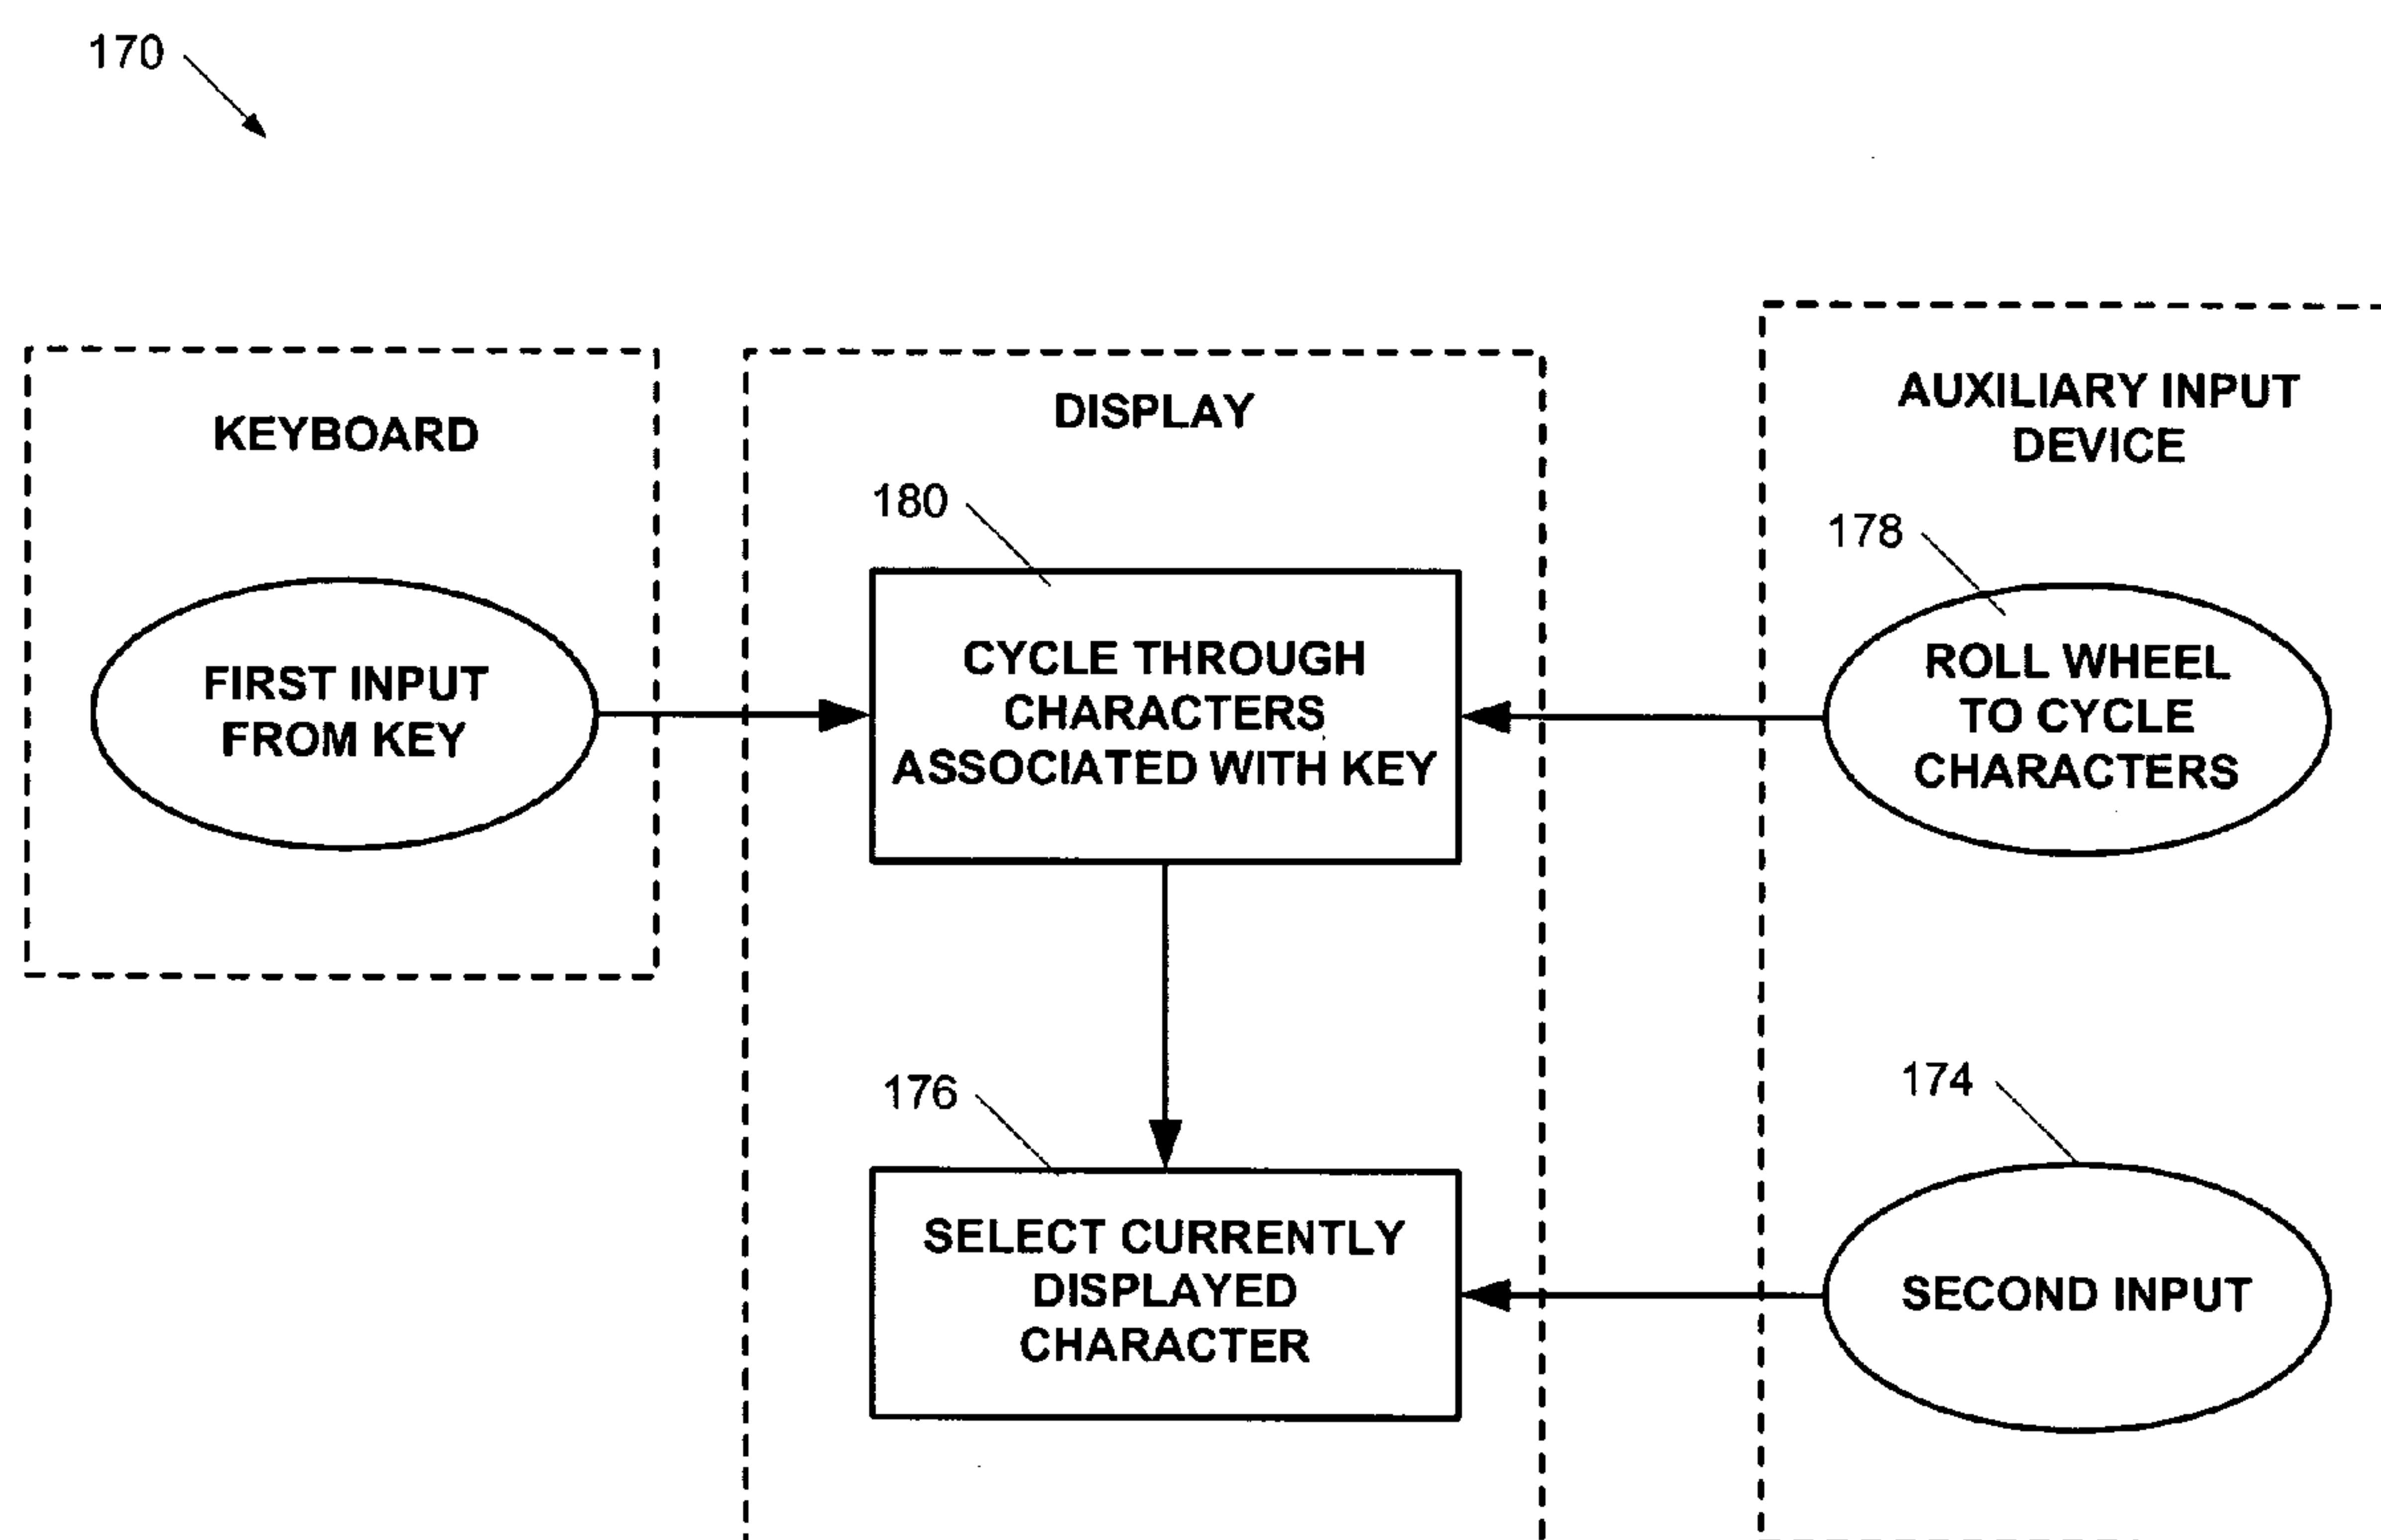 170
KEYBOARD
FIRST INPUT
FROM KEY
DISPLAY
180
CYCLE THROUGH
CHARACTERS
ASSOCIATED WITH KEY
176
SELECT CURRENTLY
DISPLAYED
CHARACTER
AUXILIARY INPUT
DEVICE
178
ROLL WHEEL
TO CYCLE
CHARACTERS
174
SECOND INPUT